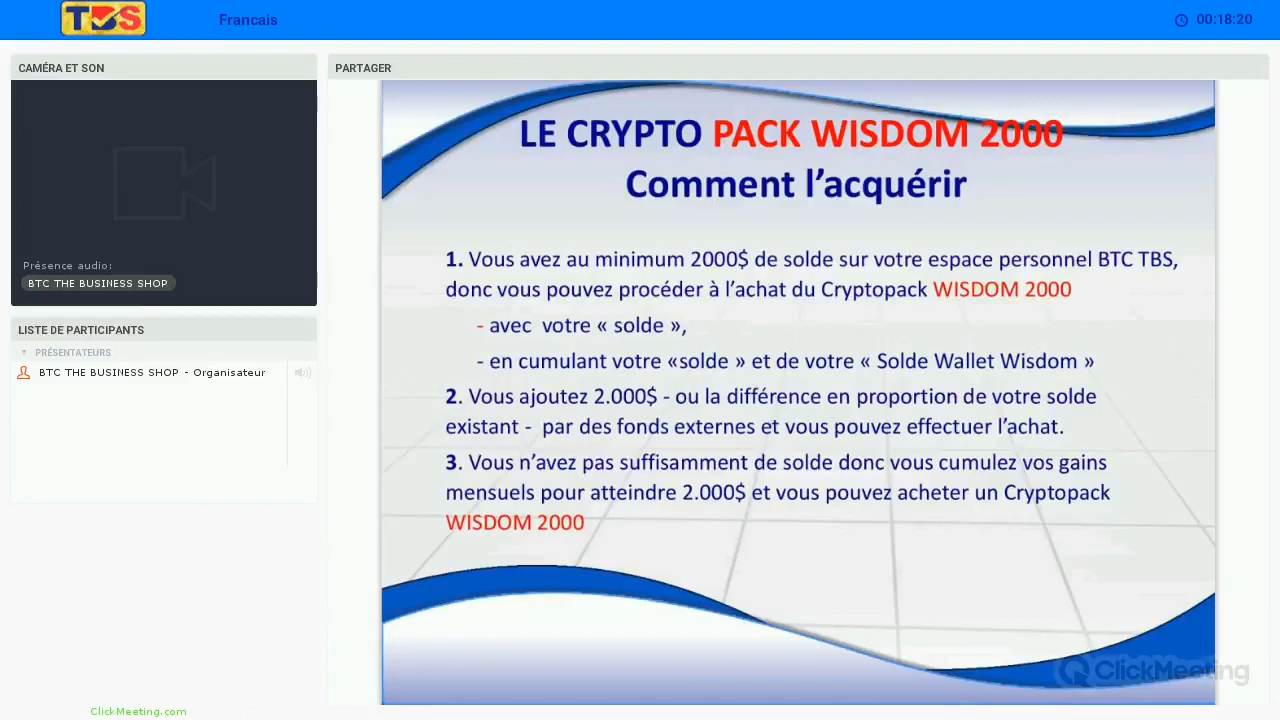 TBS
Francais
00:18:20
CAMÉRA ET SON
Présence audio:
BTC THE BUSINESS SHOP
LISTE DE PARTICIPANTS
PRÉSENTATEURS
BTC THE BUSINESS SHOP - Organisateur
PARTAGER
LE CRYPTO PACK WISDOM 2000
Comment l’acquérir
1. Vous avez au minimum 2000$ de solde sur votre espace personnel BTC TBS,
donc vous pouvez procéder à l’achat du Cryptopack WISDOM 2000
- avec votre « solde »,
- en cumulant votre «solde » et de votre « Solde Wallet Wisdom »
2. Vous ajoutez 2.000$ - ou la différence en proportion de votre solde
existant - par des fonds externes et vous pouvez effectuer l’achat.
3. Vous n’avez pas suffisamment de solde donc vous cumulez vos gains
mensuels pour atteindre 2.000$ et vous pouvez acheter un Cryptopack
WISDOM 2000
ClickMeeting
ClickMeeting.com